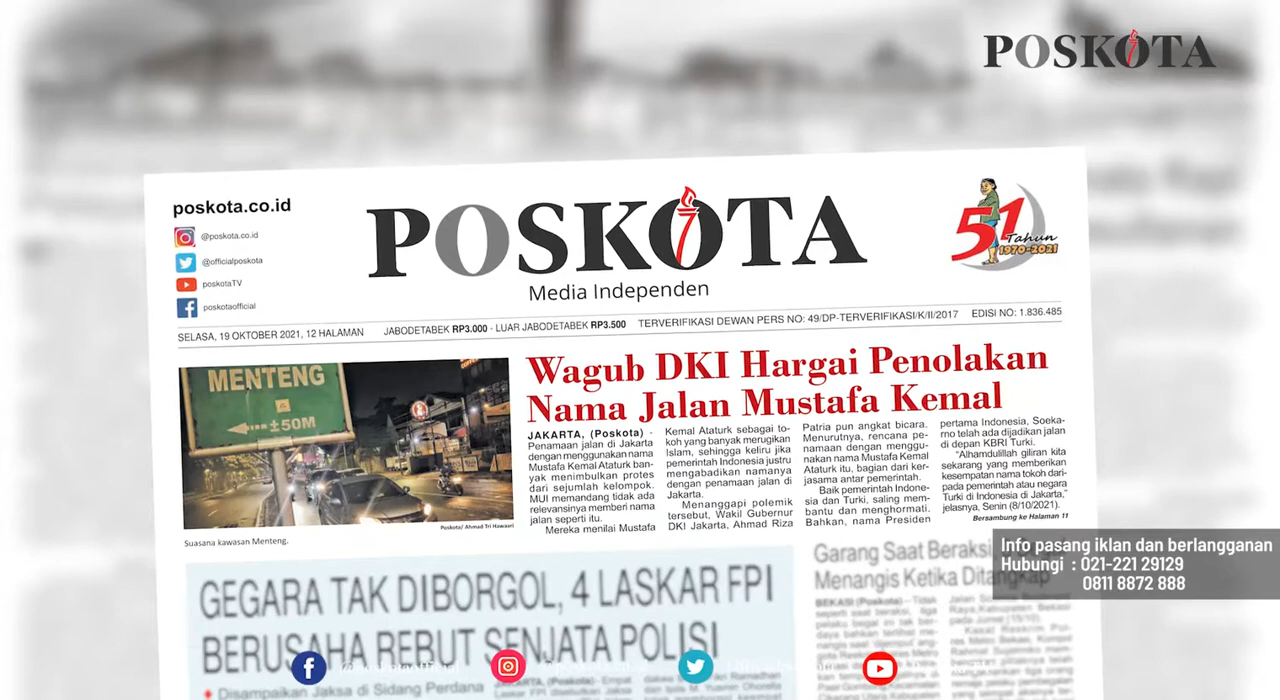 POSKOTA
poskota.co.id
@poskota.co.id
@officialposkota
poskotaTV
poskotaofficial
POSKOTA
Media Independen
51
Tahun
1970-2021
SELASA, 19 OKTOBER 2021, 12 HALAMAN JABODETABEK RP3.000 - LUAR JABODETABEK RP3.500 TERVERIFIKASI DEWAN PERS NO: 49/DP-TERVERIFIKASI/K/II/2017 EDISI NO: 1.836.485
MENTENG
±50M
Poskota/ Ahmad Tri Hawaari
Suasana kawasan Menteng.
Wagub DKI Hargai Penolakan
Nama Jalan Mustafa Kemal
JAKARTA, (Poskota) -
Penamaan jalan di Jakarta
dengan menggunakan nama
Mustafa Kemal Ataturk ban-
yak menimbulkan protes
dari sejumlah kelompok.
MUI memandang tidak ada
relevansinya memberi nama
jalan seperti itu.
Mereka menilai Mustafa
Kemal Ataturk sebagai to-
koh yang banyak merugikan
Islam, sehingga keliru jika
pemerintah Indonesia justru
mengabadikan namanya
dengan penamaan jalan di
Jakarta.
Menanggapi polemik
tersebut, Wakil Gubernur
DKI Jakarta, Ahmad Riza
Patria pun angkat bicara.
Menurutnya, rencana pe-
namaan dengan menggu-
nakan nama Mustafa Kemal
Ataturk itu, bagian dari ker-
jasama antar pemerintah.
Baik pemerintah Indone-
sia dan Turki, saling mem-
bantu dan menghormati.
Bahkan, nama Presiden
pertama Indonesia, Soeka-
rno telah ada dijadikan jalan
di depan KBRI Turki.
"Alhamdulillah giliran kita
sekarang yang memberikan
kesempatan nama tokoh dari-
pada pemerintah atau negara
Turki di Indonesia di Jakarta,"
jelasnya, Senin (8/10/2021).
Bersambung ke Halaman 11
GEGARA TAK DIBORGOL, 4 LASKAR FPI
BERUSAHA REBUT SENJATA POLISI
Disampaikan Jaksa di Sidang Perdana
Garang Saat Beraksi,
Menangis Ketika Ditangkap
BEKASI (Poskota)
Info pasang iklan dan berlangganan
Hubungi : 021-221 29129
0811 8872 888